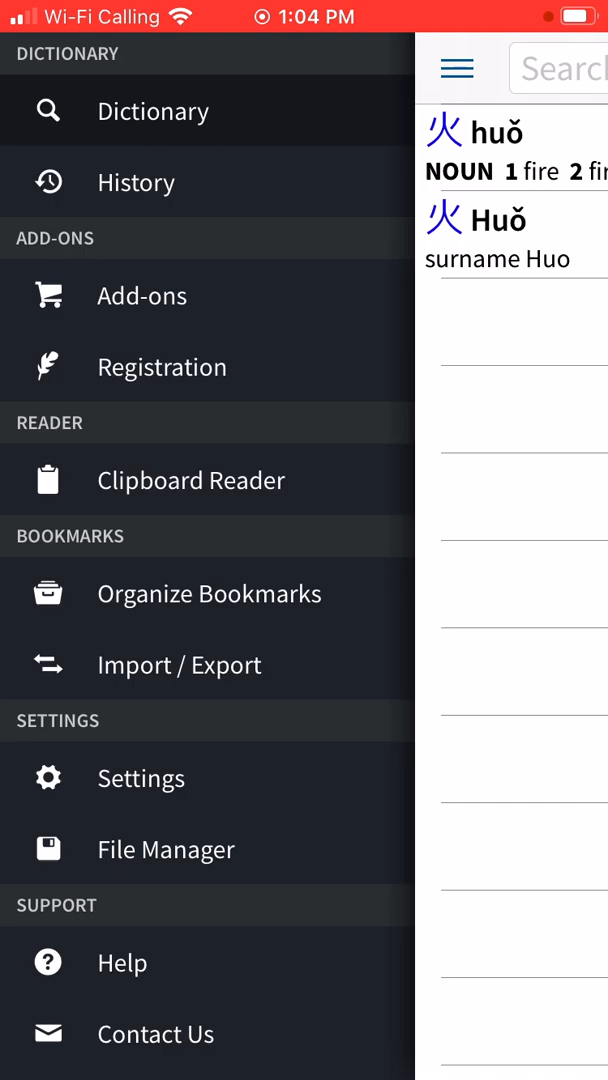 Wi-Fi Calling 1:04 PM
DICTIONARY
Dictionary
History
ADD-ONS
Add-ons
Registration
READER
Clipboard Reader
BOOKMARKS
Organize Bookmarks
Import / Export
SETTINGS
Settings
File Manager
SUPPORT
Help
Contact Us
火 huǒ
NOUN 1 fire 2
火 Huǒ
surname Huo